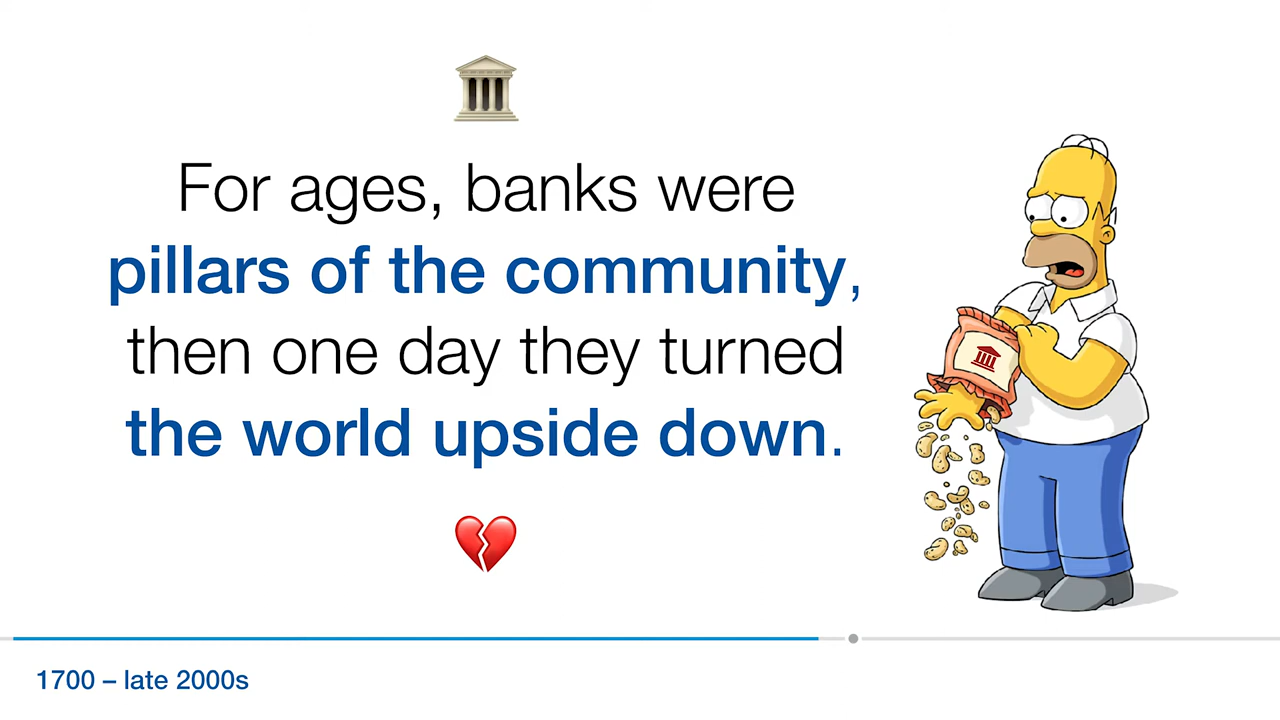 For ages, banks were
pillars of the community,
then one day they turned
the world upside down.
1700 – late 2000s